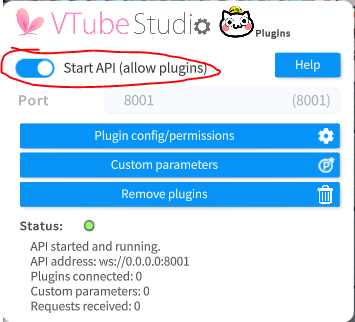 VTube Studio Plugins
Start API (allow plugins) Help
Port 8001 (8001)
Plugin config/permissions
Custom parameters
Remove plugins
Status:
API started and running.
API address: ws://0.0.0.0:8001
Plugins connected: 0
Custom parameters: 0
Requests received: 0